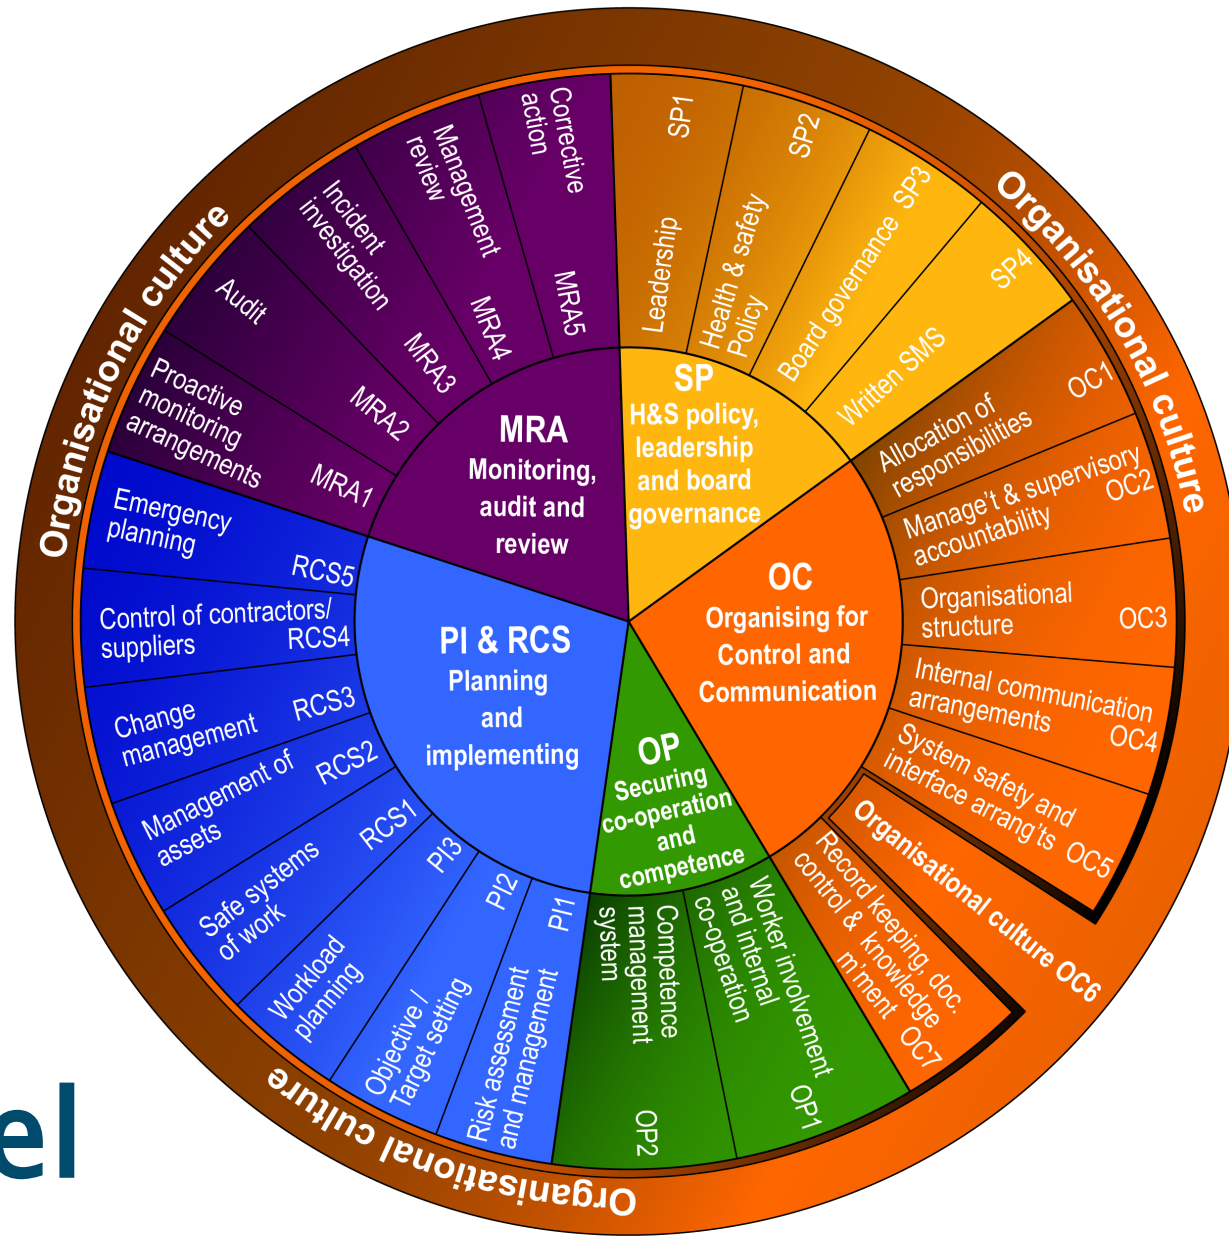 Organisational culture
Organisational culture
Organisational culture
SP
H&S policy,
leadership
and board
governance
SP1
Leadership
SP2
Health & safety
Policy
SP3
Board governance
SP4
Written SMS
OC
Organising for
Control and
Communication
Allocation of
responsibilities
OC1
Manage't & supervisory
accountability
OC2
Organisational
structure
OC3
Internal communication
arrangements
OC4
System safety and
interface arrang'ts
OC5
Organisational culture OC6
Record keeping, doc.
control & knowledge
m'ment
OC7
OP
Securing
co-operation
and
competence
Worker involvement
and internal
co-operation
OP1
Competence
management
system
OP2
PI & RCS
Planning
and
implementing
PI1
Risk assessment
and management
PI2
Objective /
Target setting
PI3
Workload
planning
RCS1
Safe systems
of work
RCS2
Management of
assets
RCS3
Change
management
Control of contractors/
suppliers
RCS4
Emergency
planning
RCS5
MRA
Monitoring,
audit and
review
Proactive
monitoring
arrangements
MRA1
Audit
MRA2
Incident
investigation
MRA3
Management
review
MRA4
Corrective
action
MRA5
el